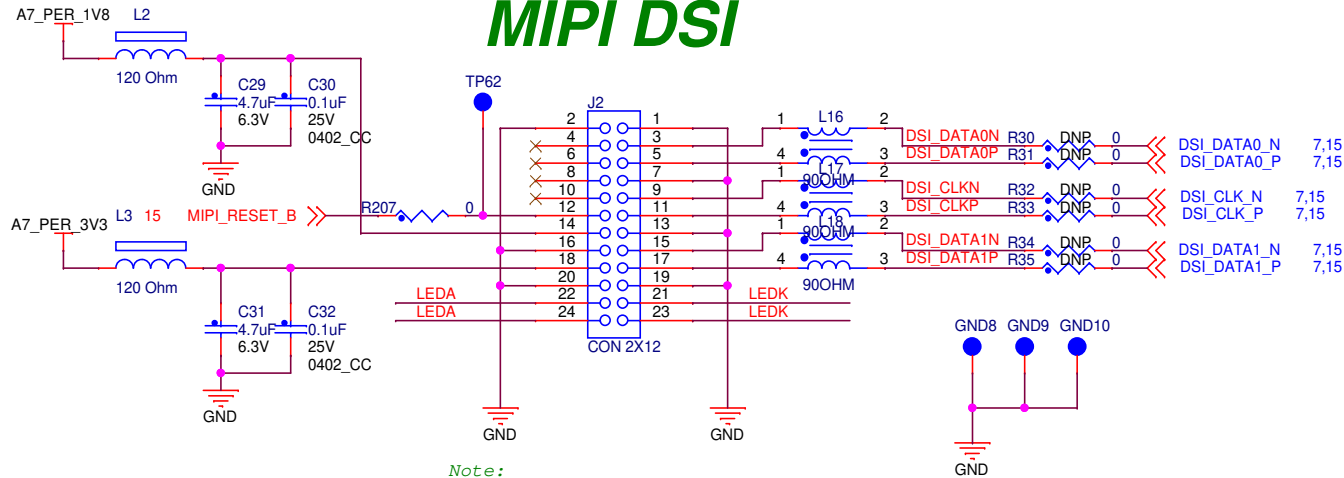 MIPI DSI
A7_PER_1V8
L2
120 Ohm
C29
4.7uF
6.3V
C30
0.1uF
25V
0402_CC
GND
TP62
J2
2 1
4 3
6 5
8 7
10 9
12 11
14 13
16 15
18 17
20 19
22 21
24 23
CON 2X12
A7_PER_3V3
L3
15 MIPI_RESET_B
R207 0
120 Ohm
C31
4.7uF
6.3V
C32
0.1uF
25V
0402_CC
GND
LEDA
LEDA
LEDK
LEDK
GND
GND
1 L16 2
4 3
90OHM
1 L17 2
4 3
90OHM
1 L18 2
4 3
90OHM
DSI_DATA0N R30 DNP 0 DSI_DATA0_N 7,15
DSI_DATA0P R31 0 DSI_DATA0_P 7,15
DSI_CLKN R32 DNP 0 DSI_CLK_N 7,15
DSI_CLKP R33 DNP 0 DSI_CLK_P 7,15
DSI_DATA1N R34 DNP 0 DSI_DATA1_N 7,15
DSI_DATA1P R35 DNP 0 DSI_DATA1_P 7,15
GND8 GND9 GND10
GND
Note: